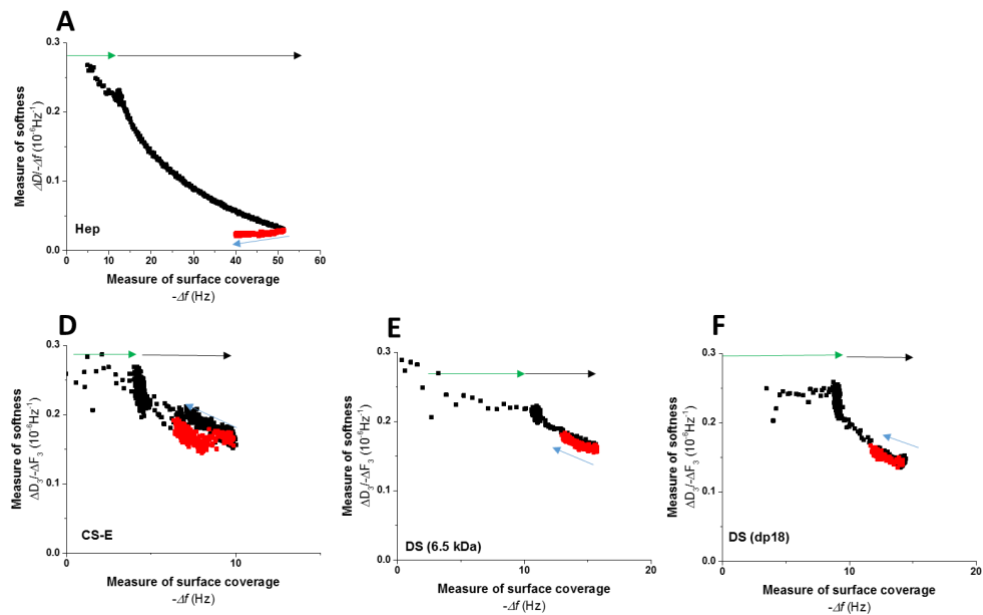 A
Measure of softness
ΔD/-Δf (10⁻⁶Hz⁻¹)
0.3
0.2
0.1
0.0
Hep
0 10 20 30 40 50 60
Measure of surface coverage
-Δf (Hz)
D
Measure of softness
ΔD₃/-ΔF₃ (10⁻⁶Hz⁻¹)
0.3
0.2
0.1
0.0
CS-E
0 10
Measure of surface coverage
-Δf (Hz)
E
Measure of softness
ΔD₃/-ΔF₃ (10⁻⁶Hz⁻¹)
0.3
0.2
0.1
0.0
DS (6.5 kDa)
0 10 20
Measure of surface coverage
-Δf (Hz)
F
Measure of softness
ΔD₃/-ΔF₃ (10⁻⁶Hz⁻¹)
0.3
0.2
0.1
0.0
DS (dp18)
0 10 20
Measure of surface coverage
-Δf (Hz)